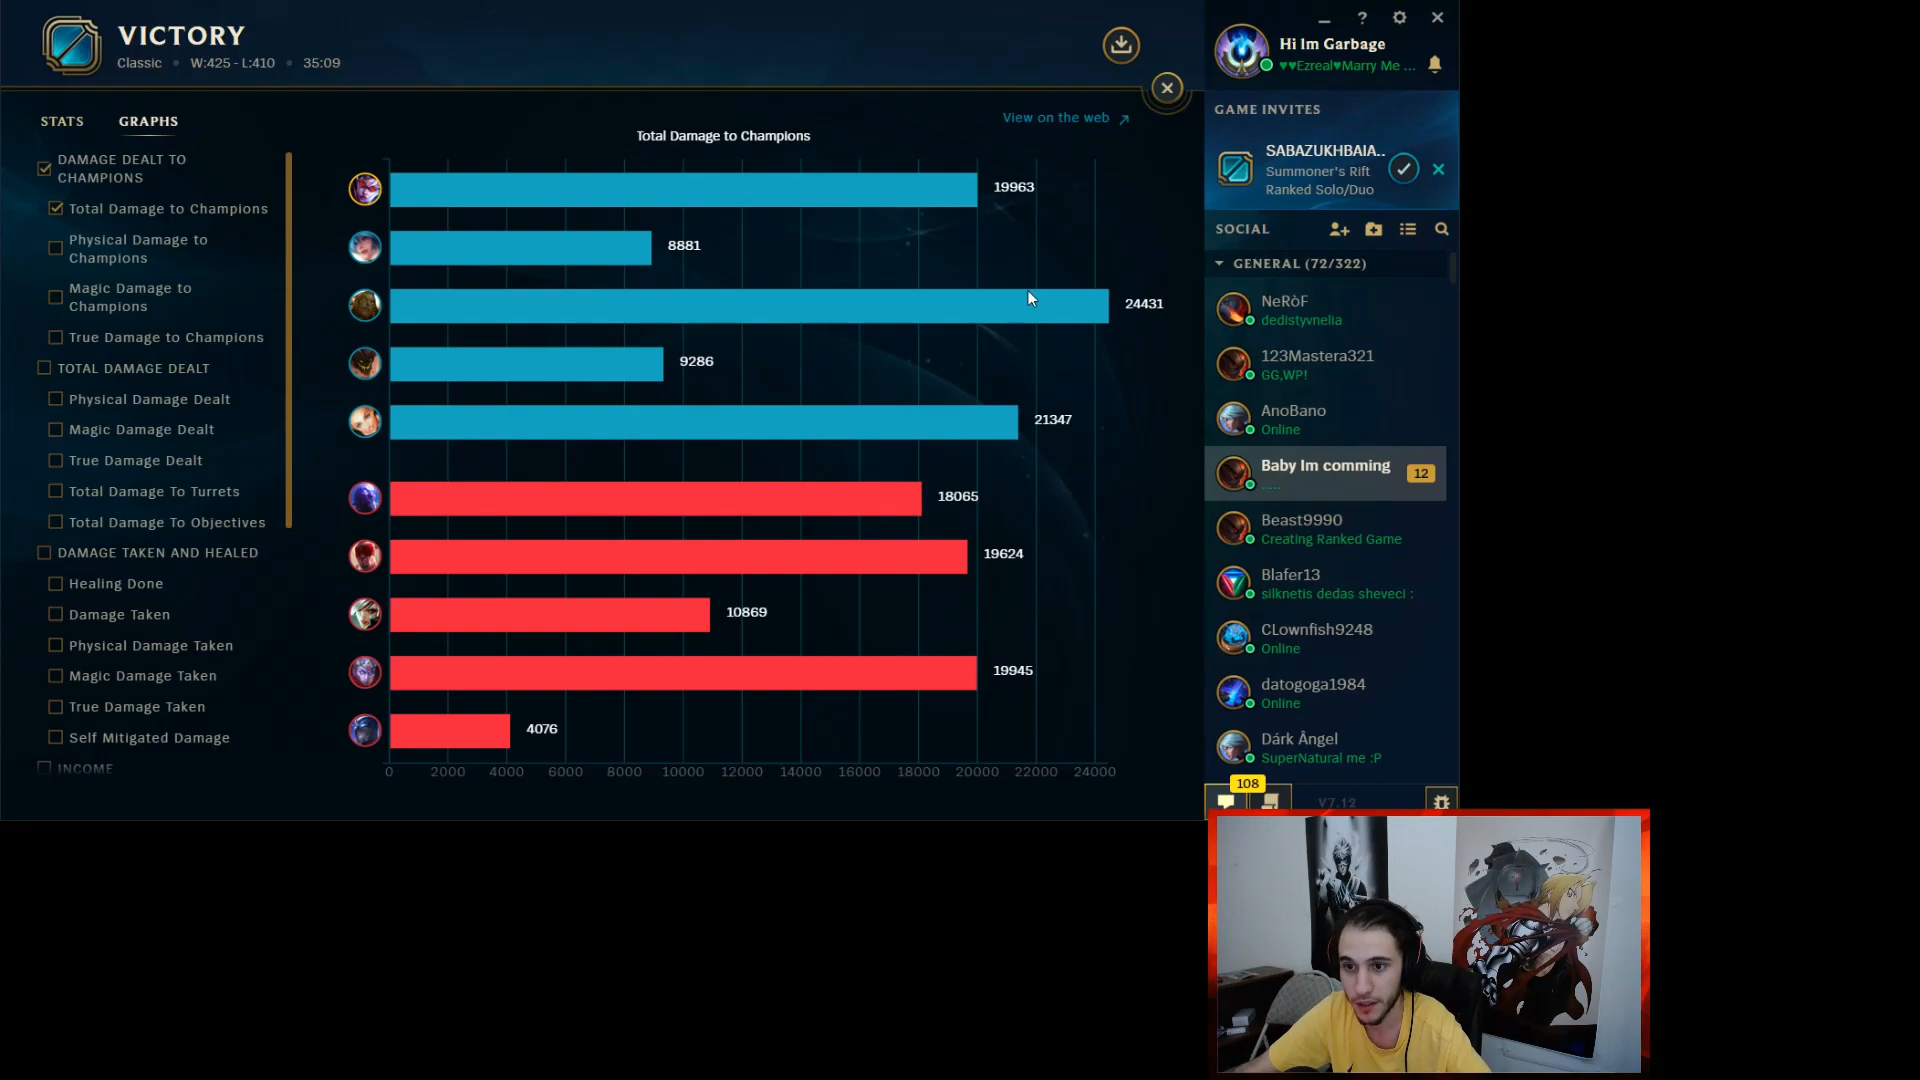 VICTORY
Classic • W:425 - L:410 • 35:09
STATS
GRAPHS
DAMAGE DEALT TO
CHAMPIONS
Total Damage to Champions
Physical Damage to
Champions
Magic Damage to
Champions
True Damage to Champions
TOTAL DAMAGE DEALT
Physical Damage Dealt
Magic Damage Dealt
True Damage Dealt
Total Damage To Turrets
Total Damage To Objectives
DAMAGE TAKEN AND HEALED
Healing Done
Damage Taken
Physical Damage Taken
Magic Damage Taken
True Damage Taken
Self Mitigated Damage
INCOME
View on the web
Total Damage to Champions
19963
8881
24431
9286
21347
18065
19624
10869
19945
4076
0 2000 4000 6000 8000 10000 12000 14000 16000 18000 20000 22000 24000
?
Hi Im Garbage
♥♥Ezreal♥Marry Me ...
GAME INVITES
SABAZUKHBAIA..
Summoner's Rift
Ranked Solo/Duo
SOCIAL
GENERAL (72/322)
NeRòF
dedistyvnelia
123Mastera321
GG,WP!
AnoBano
Online
Baby Im comming
.....
12
Beast9990
Creating Ranked Game
Blafer13
silknetis dedas sheveci :
CLownfish9248
Online
datogoga1984
Online
Dárk Ângel
SuperNatural me :P
108
V7.12